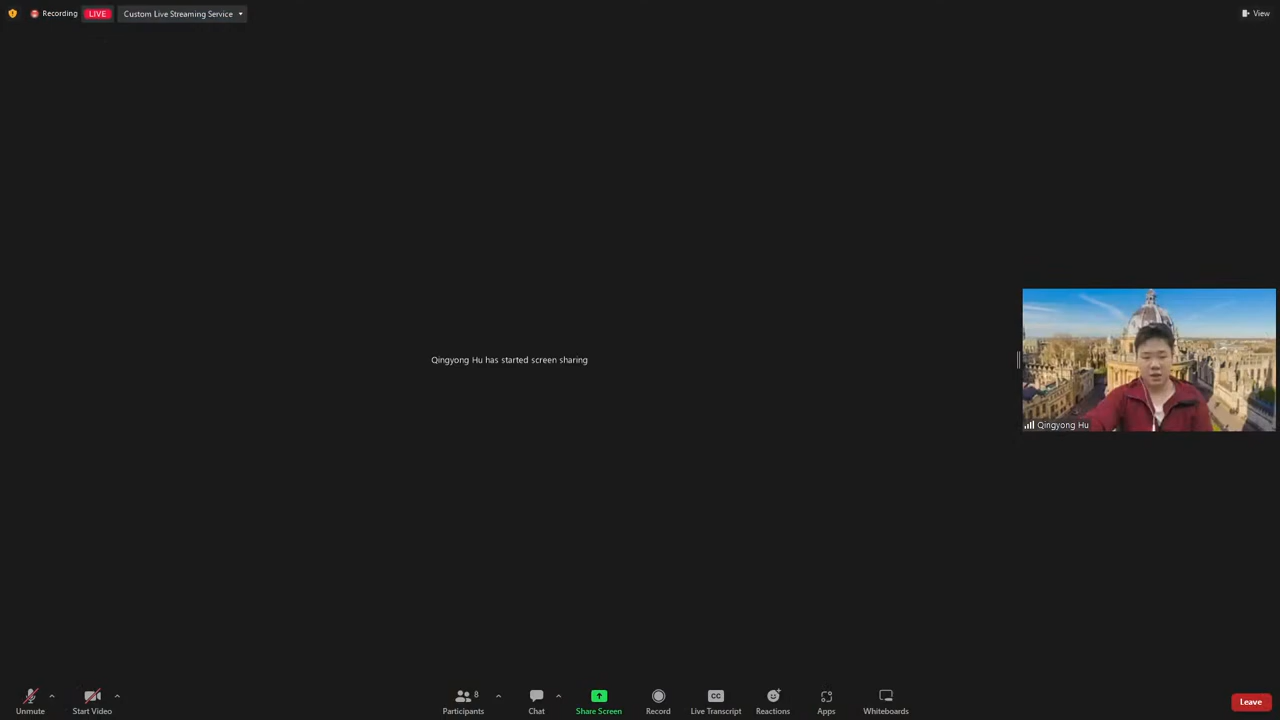 Recording LIVE Custom Live Streaming Service View
Qingyong Hu has started screen sharing
Qingyong Hu
8
Unmute Start Video Participants Chat Share Screen Record CC Live Transcript Reactions Apps Whiteboards Leave